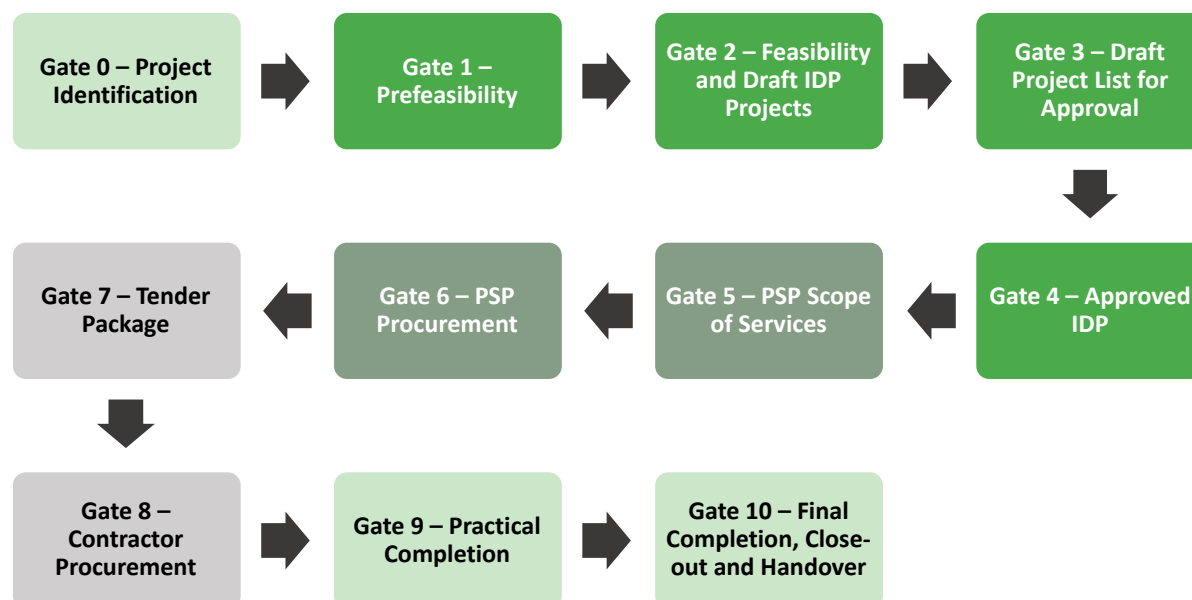 Gate 0 – Project
Identification
Gate 1 –
Prefeasibility
Gate 2 – Feasibility
and Draft IDP
Projects
Gate 3 – Draft
Project List for
Approval
Gate 4 – Approved
IDP
Gate 5 – PSP Scope
of Services
Gate 6 – PSP
Procurement
Gate 7 – Tender
Package
Gate 8 –
Contractor
Procurement
Gate 9 – Practical
Completion
Gate 10 – Final
Completion, Close-
out and Handover